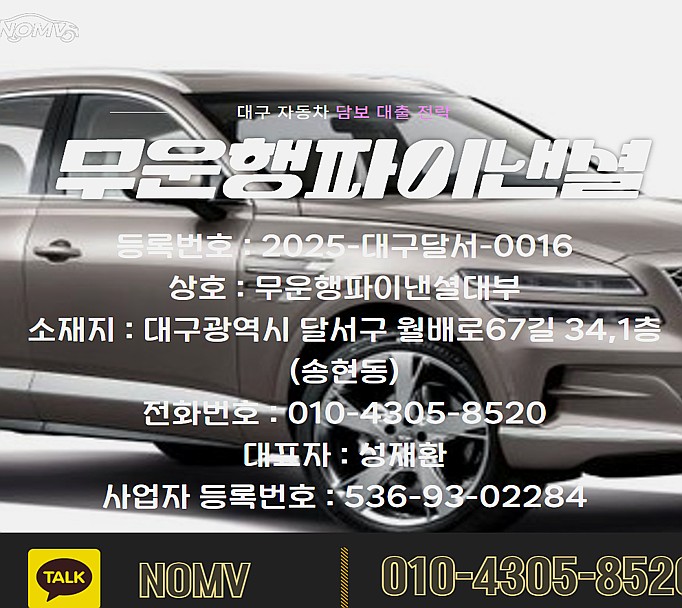 NOMV
대구 자동차 담보 대출 전략
무운행파이낸셜
등록번호 : 2025-대구달서-0016
상호 : 무운행파이낸셜대부
소재지 : 대구광역시 달서구 월배로67길 34,1층
(송현동)
전화번호 : 010-4305-8520
대표자 : 성재환
사업자 등록번호 : 536-93-02284
TALK NOMV 010-4305-8520